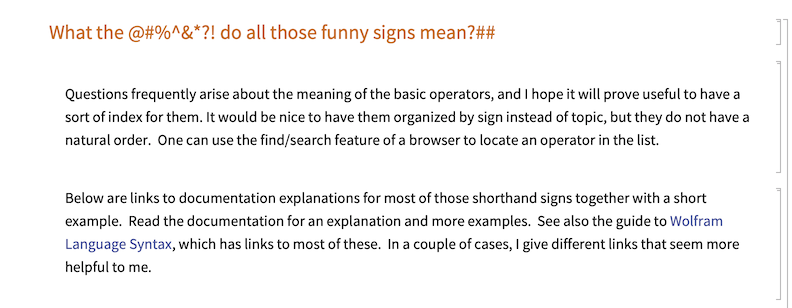 What the @#%^&*?! do all those funny signs mean?##
Questions frequently arise about the meaning of the basic operators, and I hope it will prove useful to have a
sort of index for them. It would be nice to have them organized by sign instead of topic, but they do not have a
natural order. One can use the find/search feature of a browser to locate an operator in the list.
Below are links to documentation explanations for most of those shorthand signs together with a short
example. Read the documentation for an explanation and more examples. See also the guide to Wolfram
Language Syntax, which has links to most of these. In a couple of cases, I give different links that seem more
helpful to me.